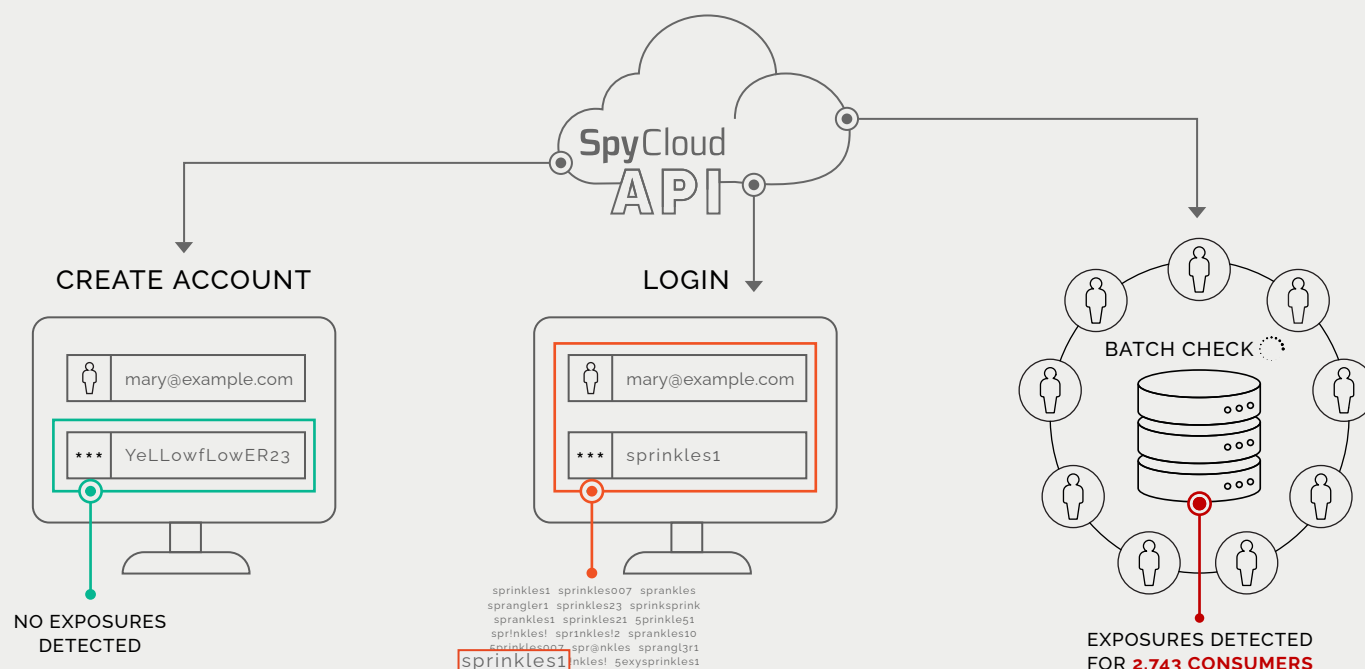 SpyCloud
API
CREATE ACCOUNT
mary@example.com
*** YeLLowfLowER23
NO EXPOSURES
DETECTED
LOGIN
mary@example.com
*** sprinkles1
sprinkles1 sprinkles007 sprankles
sprangler1 sprinkles23 sprinksprink
sprankles1 sprinkles21 5prinkle51
spr!nkles! spr1nkles!2 sprankles10
5prinkles007 spr@nkles sprangl3r1
sprinkles1 !nkles! 5exysprinkles1
BATCH CHECK
EXPOSURES DETECTED
FOR 2,743 CONSUMERS